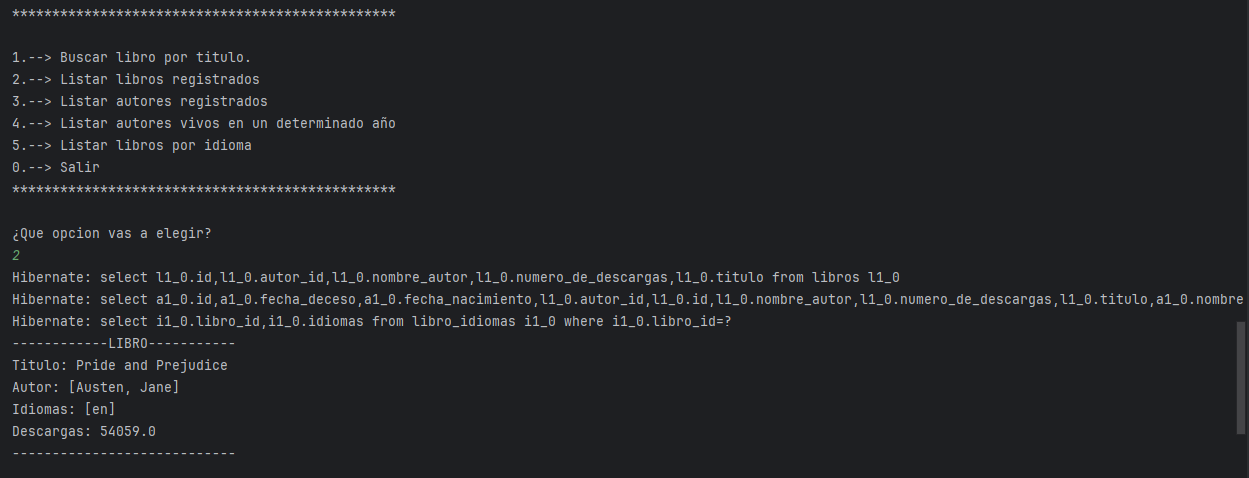 ************************************************
1.--> Buscar libro por titulo.
2.--> Listar libros registrados
3.--> Listar autores registrados
4.--> Listar autores vivos en un determinado año
5.--> Listar libros por idioma
0.--> Salir
************************************************
¿Que opcion vas a elegir?
2
Hibernate: select l1_0.id,l1_0.autor_id,l1_0.nombre_autor,l1_0.numero_de_descargas,l1_0.titulo from libros l1_0
Hibernate: select a1_0.id,a1_0.fecha_deceso,a1_0.fecha_nacimiento,l1_0.autor_id,l1_0.id,l1_0.nombre_autor,l1_0.numero_de_descargas,l1_0.titulo,a1_0.nombre
Hibernate: select i1_0.libro_id,i1_0.idiomas from libro_idiomas i1_0 where i1_0.libro_id=?
------------LIBRO-----------
Titulo: Pride and Prejudice
Autor: [Austen, Jane]
Idiomas: [en]
Descargas: 54059.0
----------------------------